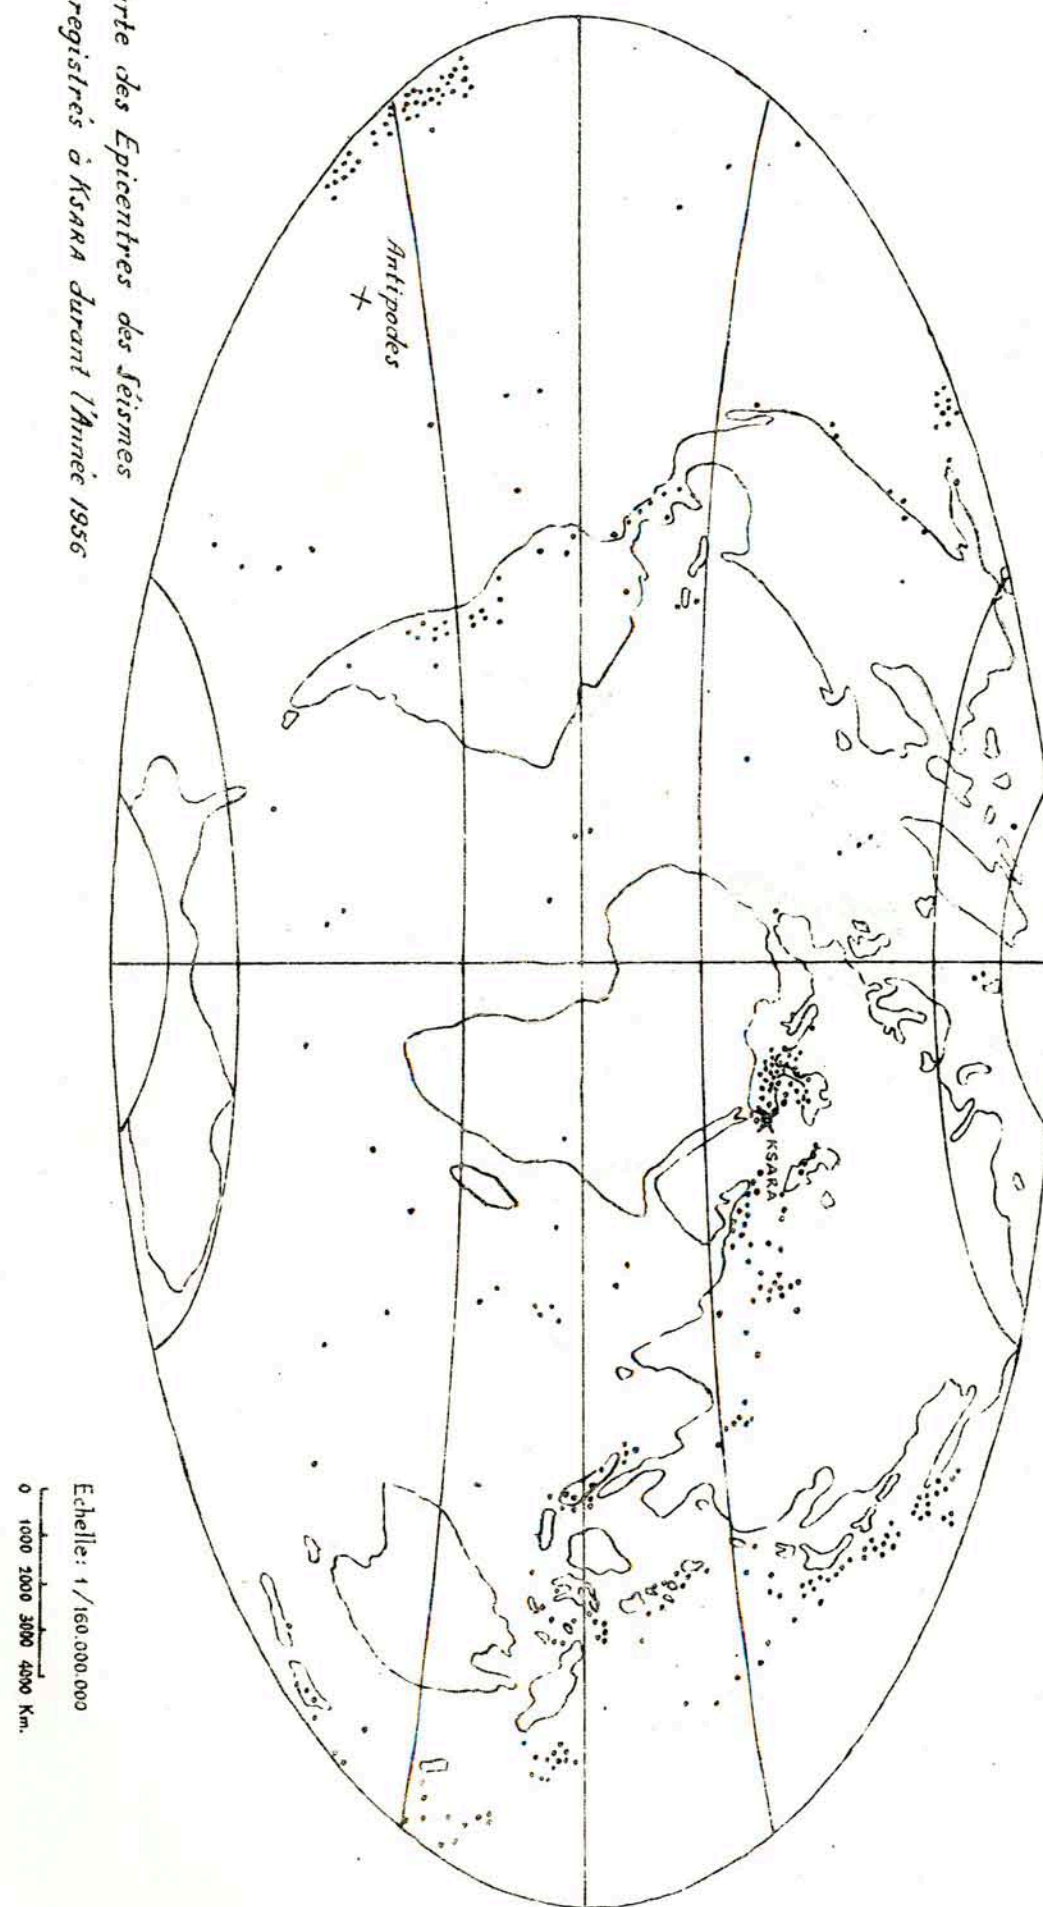 rte des Epicentres des Séismes
registrés à KSARA durant l'Année 1956
Antipodes
KSARA
Echelle: 1/160.000.000
0 1000 2000 3000 4000 Km.